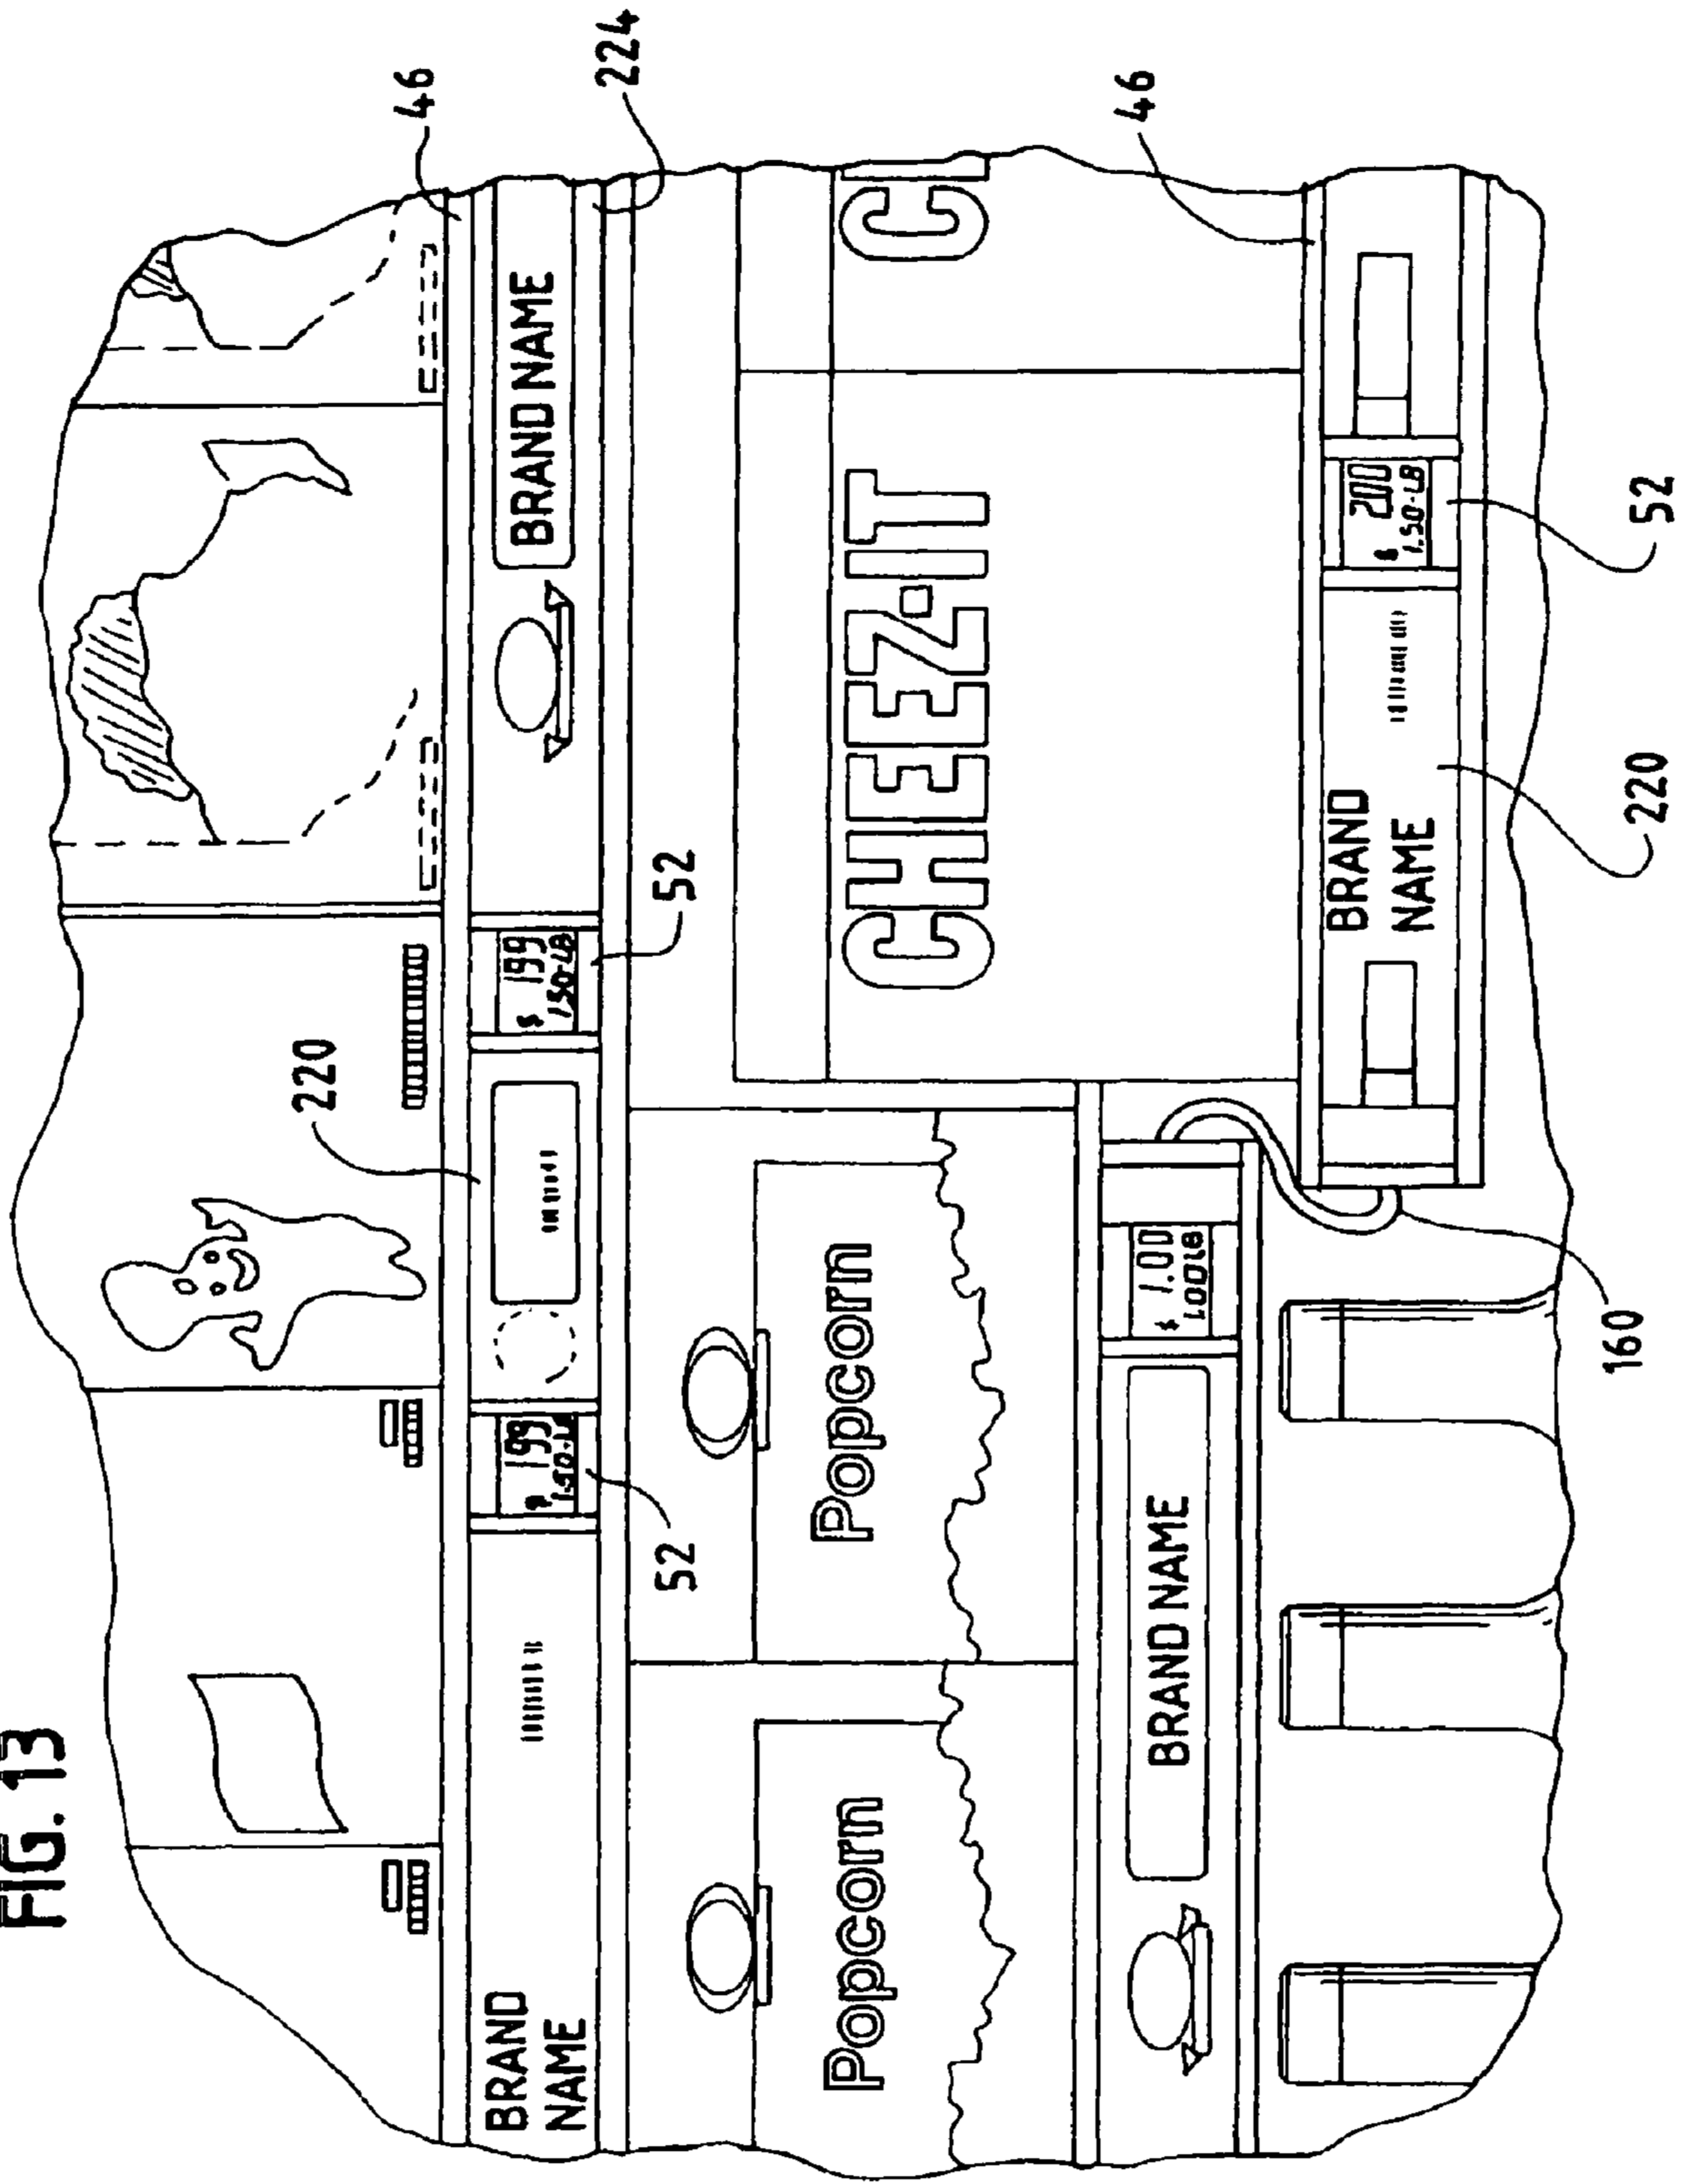 FIG. 13
46
224
220
BRAND
NAME
$ 199
1.50-LB
$ 199
1.50-LB
BRAND NAME
52
52
Popcorn
Popcorn
CHEEZ-IT
C
46
BRAND NAME
$ 1.00
1.00 LB
BRAND
NAME
$ 200
1.50-LB
160
220
52